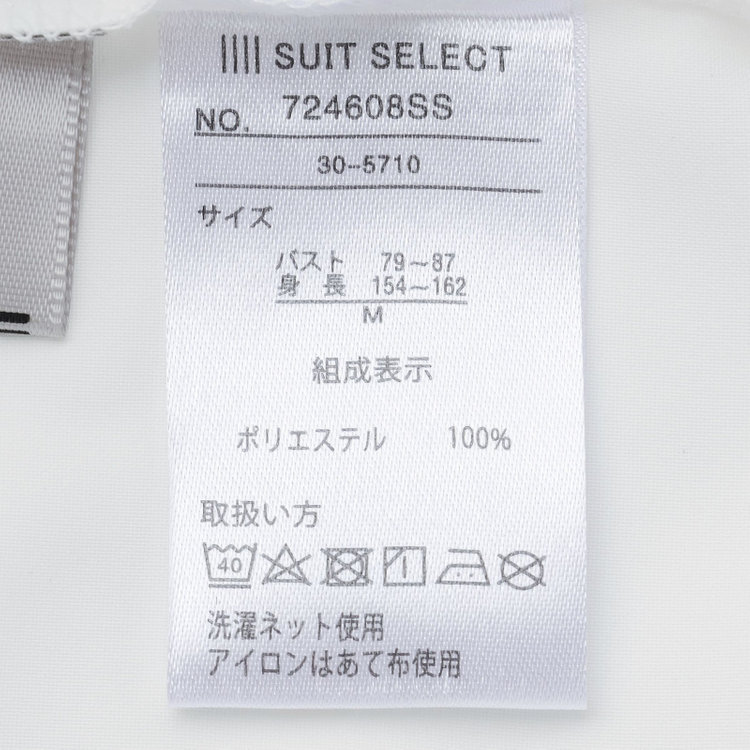 SUIT SELECT
NO. 724608SS
30-5710
サイズ
バスト 79~87
身 長 154~162
M
組成表示
ポリエステル 100%
取扱い方
40
洗濯ネット使用
アイロンはあて布使用